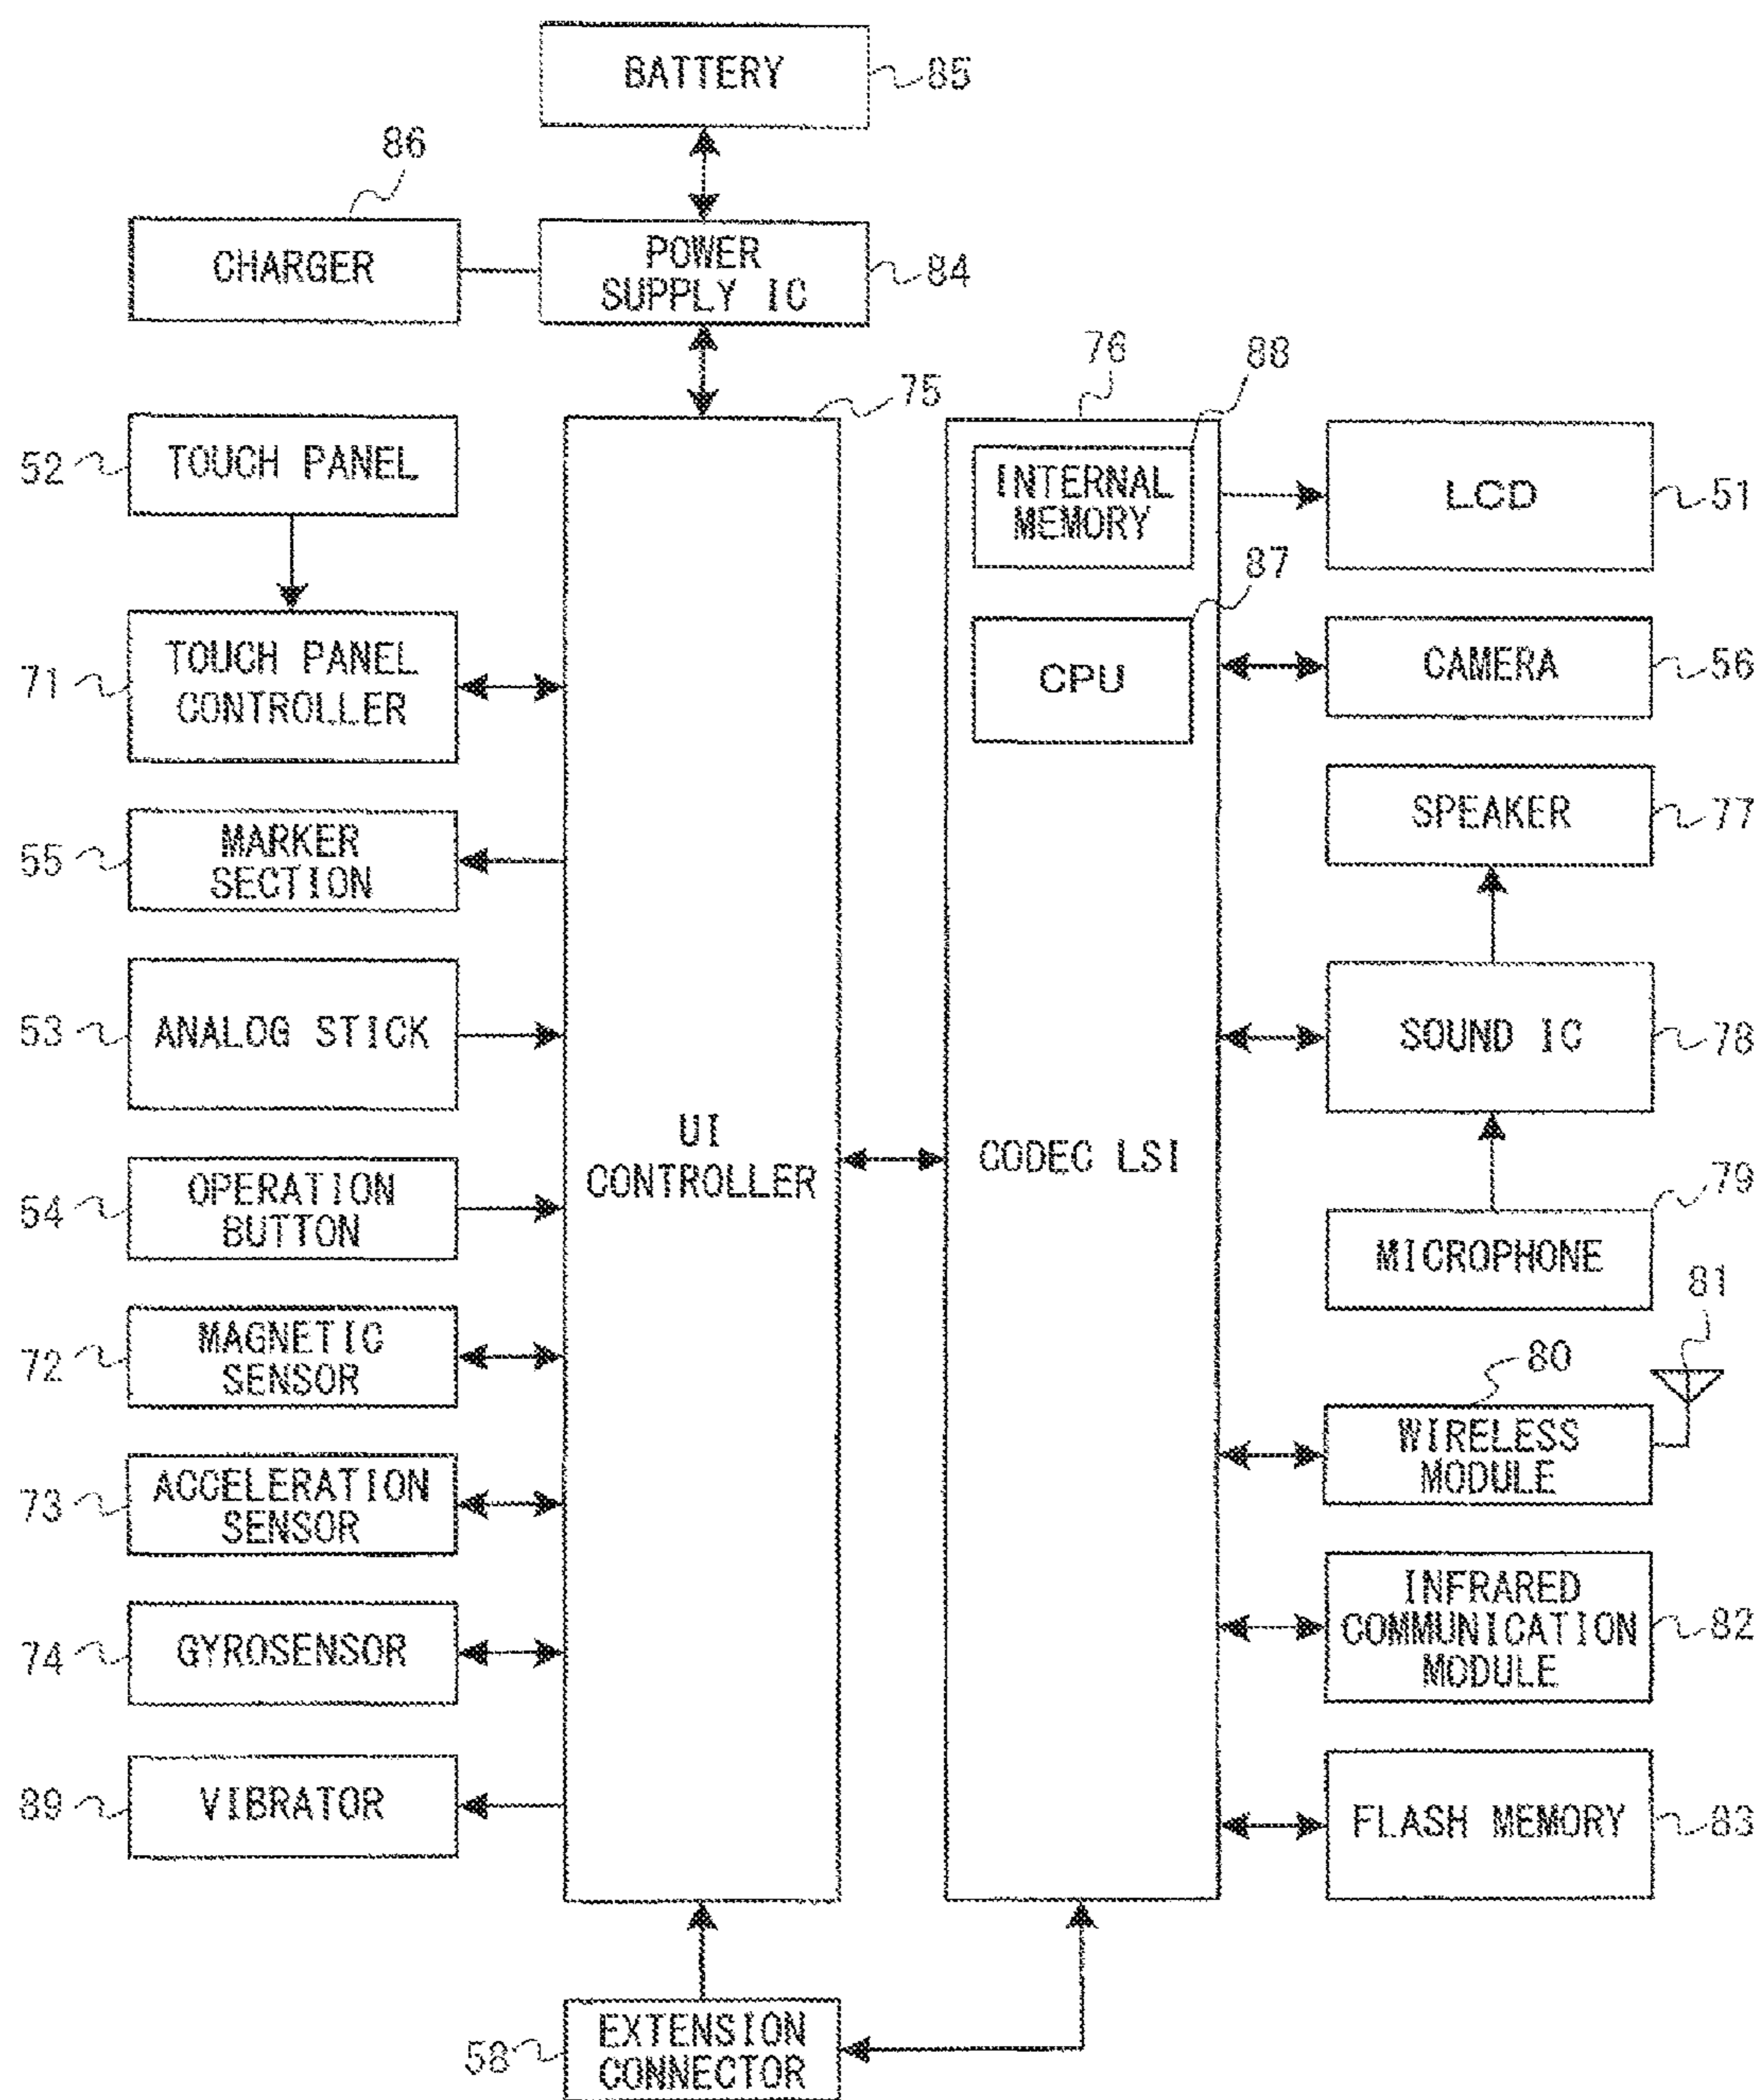 BATTERY
85
86
CHARGER
POWER
SUPPLY IC
84
75
76
88
52
TOUCH PANEL
INTERNAL
MEMORY
LCD
51
87
71
TOUCH PANEL
CONTROLLER
CPU
CAMERA
56
55
MARKER
SECTION
SPEAKER
77
53
ANALOG STICK
SOUND IC
78
UI
CONTROLLER
CODEC LSI
54
OPERATION
BUTTON
79
MICROPHONE
81
72
MAGNETIC
SENSOR
80
WIRELESS
MODULE
73
ACCELERATION
SENSOR
74
GYROSENSOR
INFRARED
COMMUNICATION
MODULE
82
89
VIBRATOR
FLASH MEMORY
83
58
EXTENSION
CONNECTOR